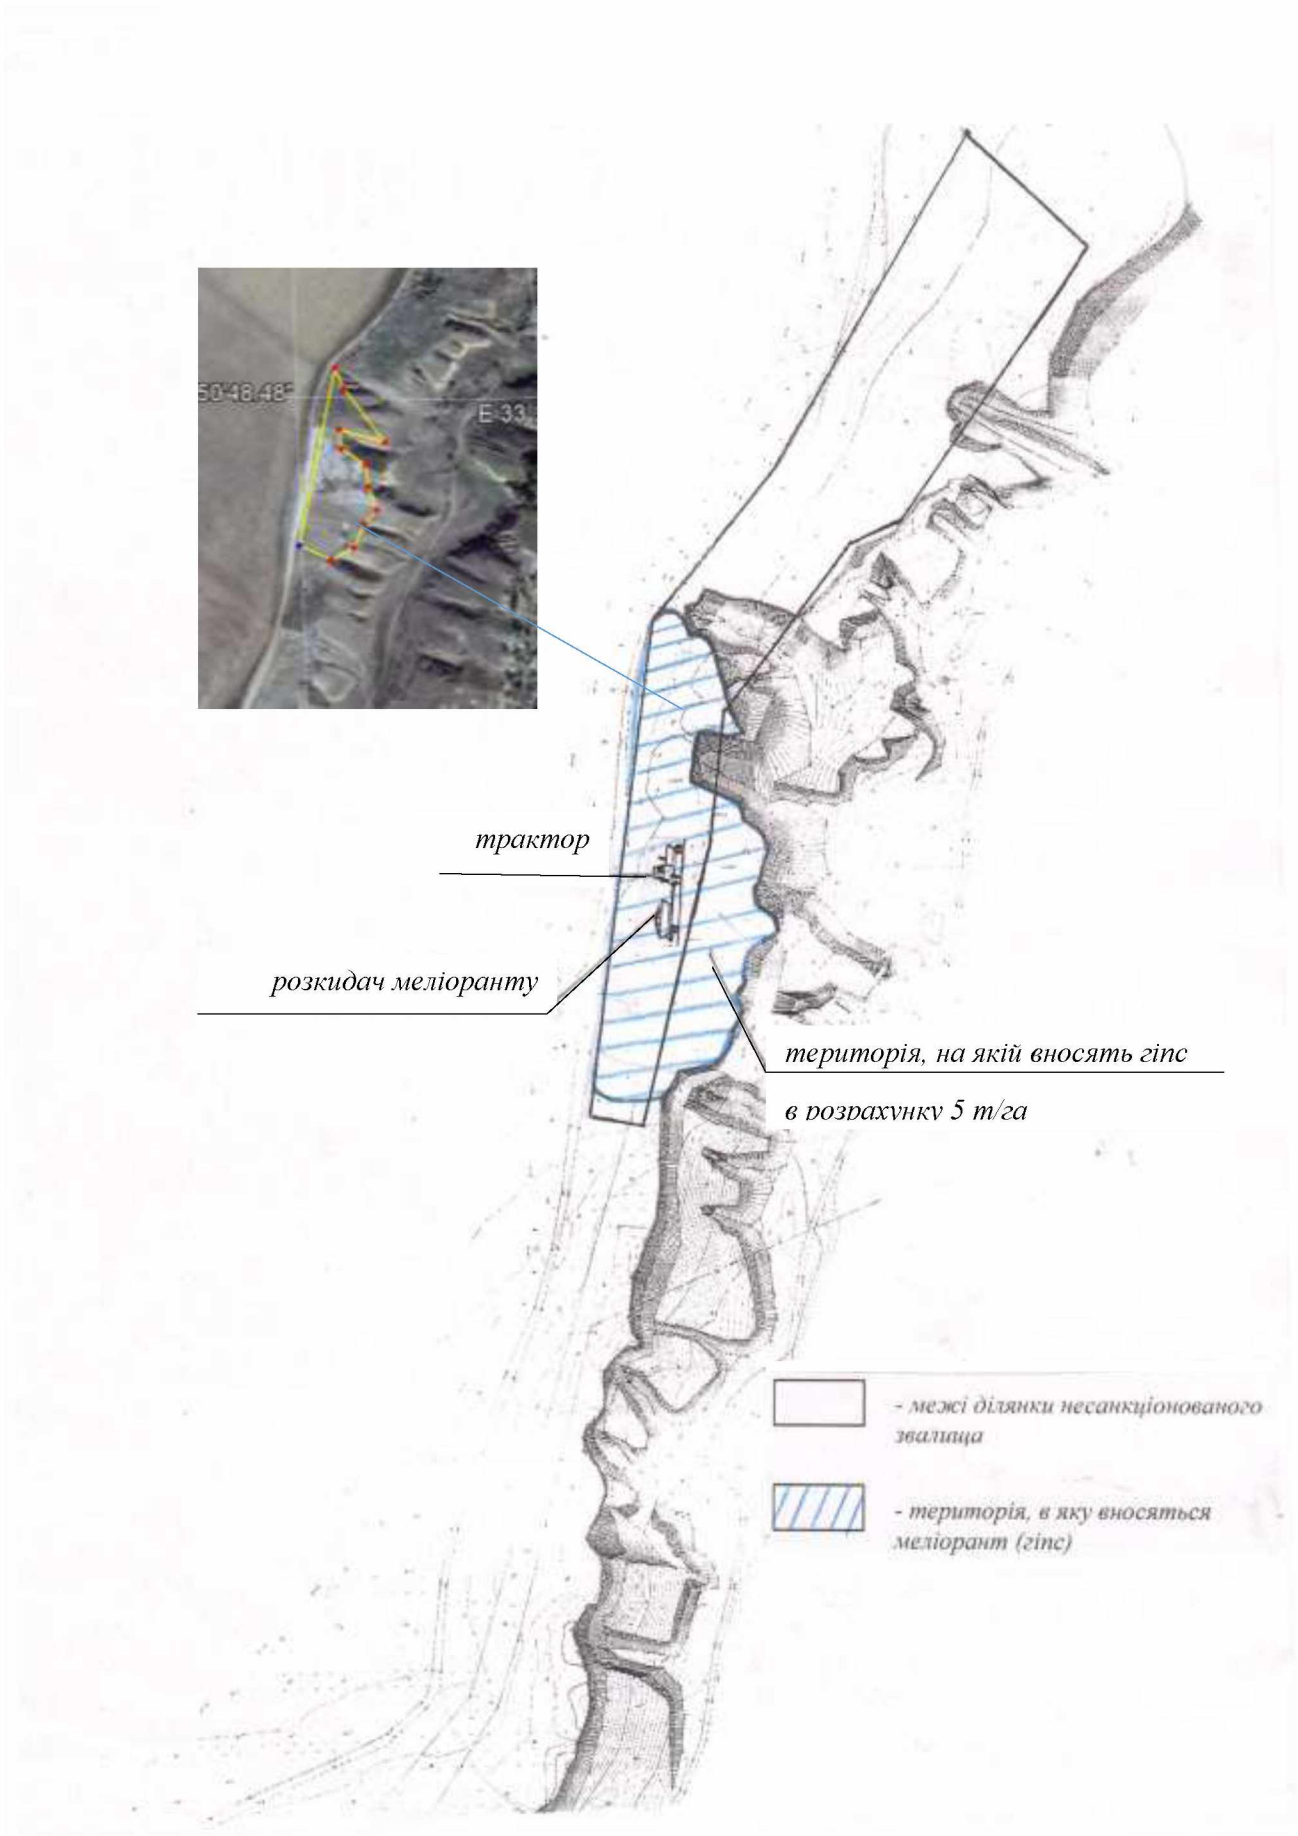 50°48.48"
E 33
трактор
розкидач меліоранту
територія, на якій вносять гіпс
в розрахунку 5 т/га
- межі ділянки несанкціонованого
звалища
- територія, в яку вносяться
меліорант (гіпс)